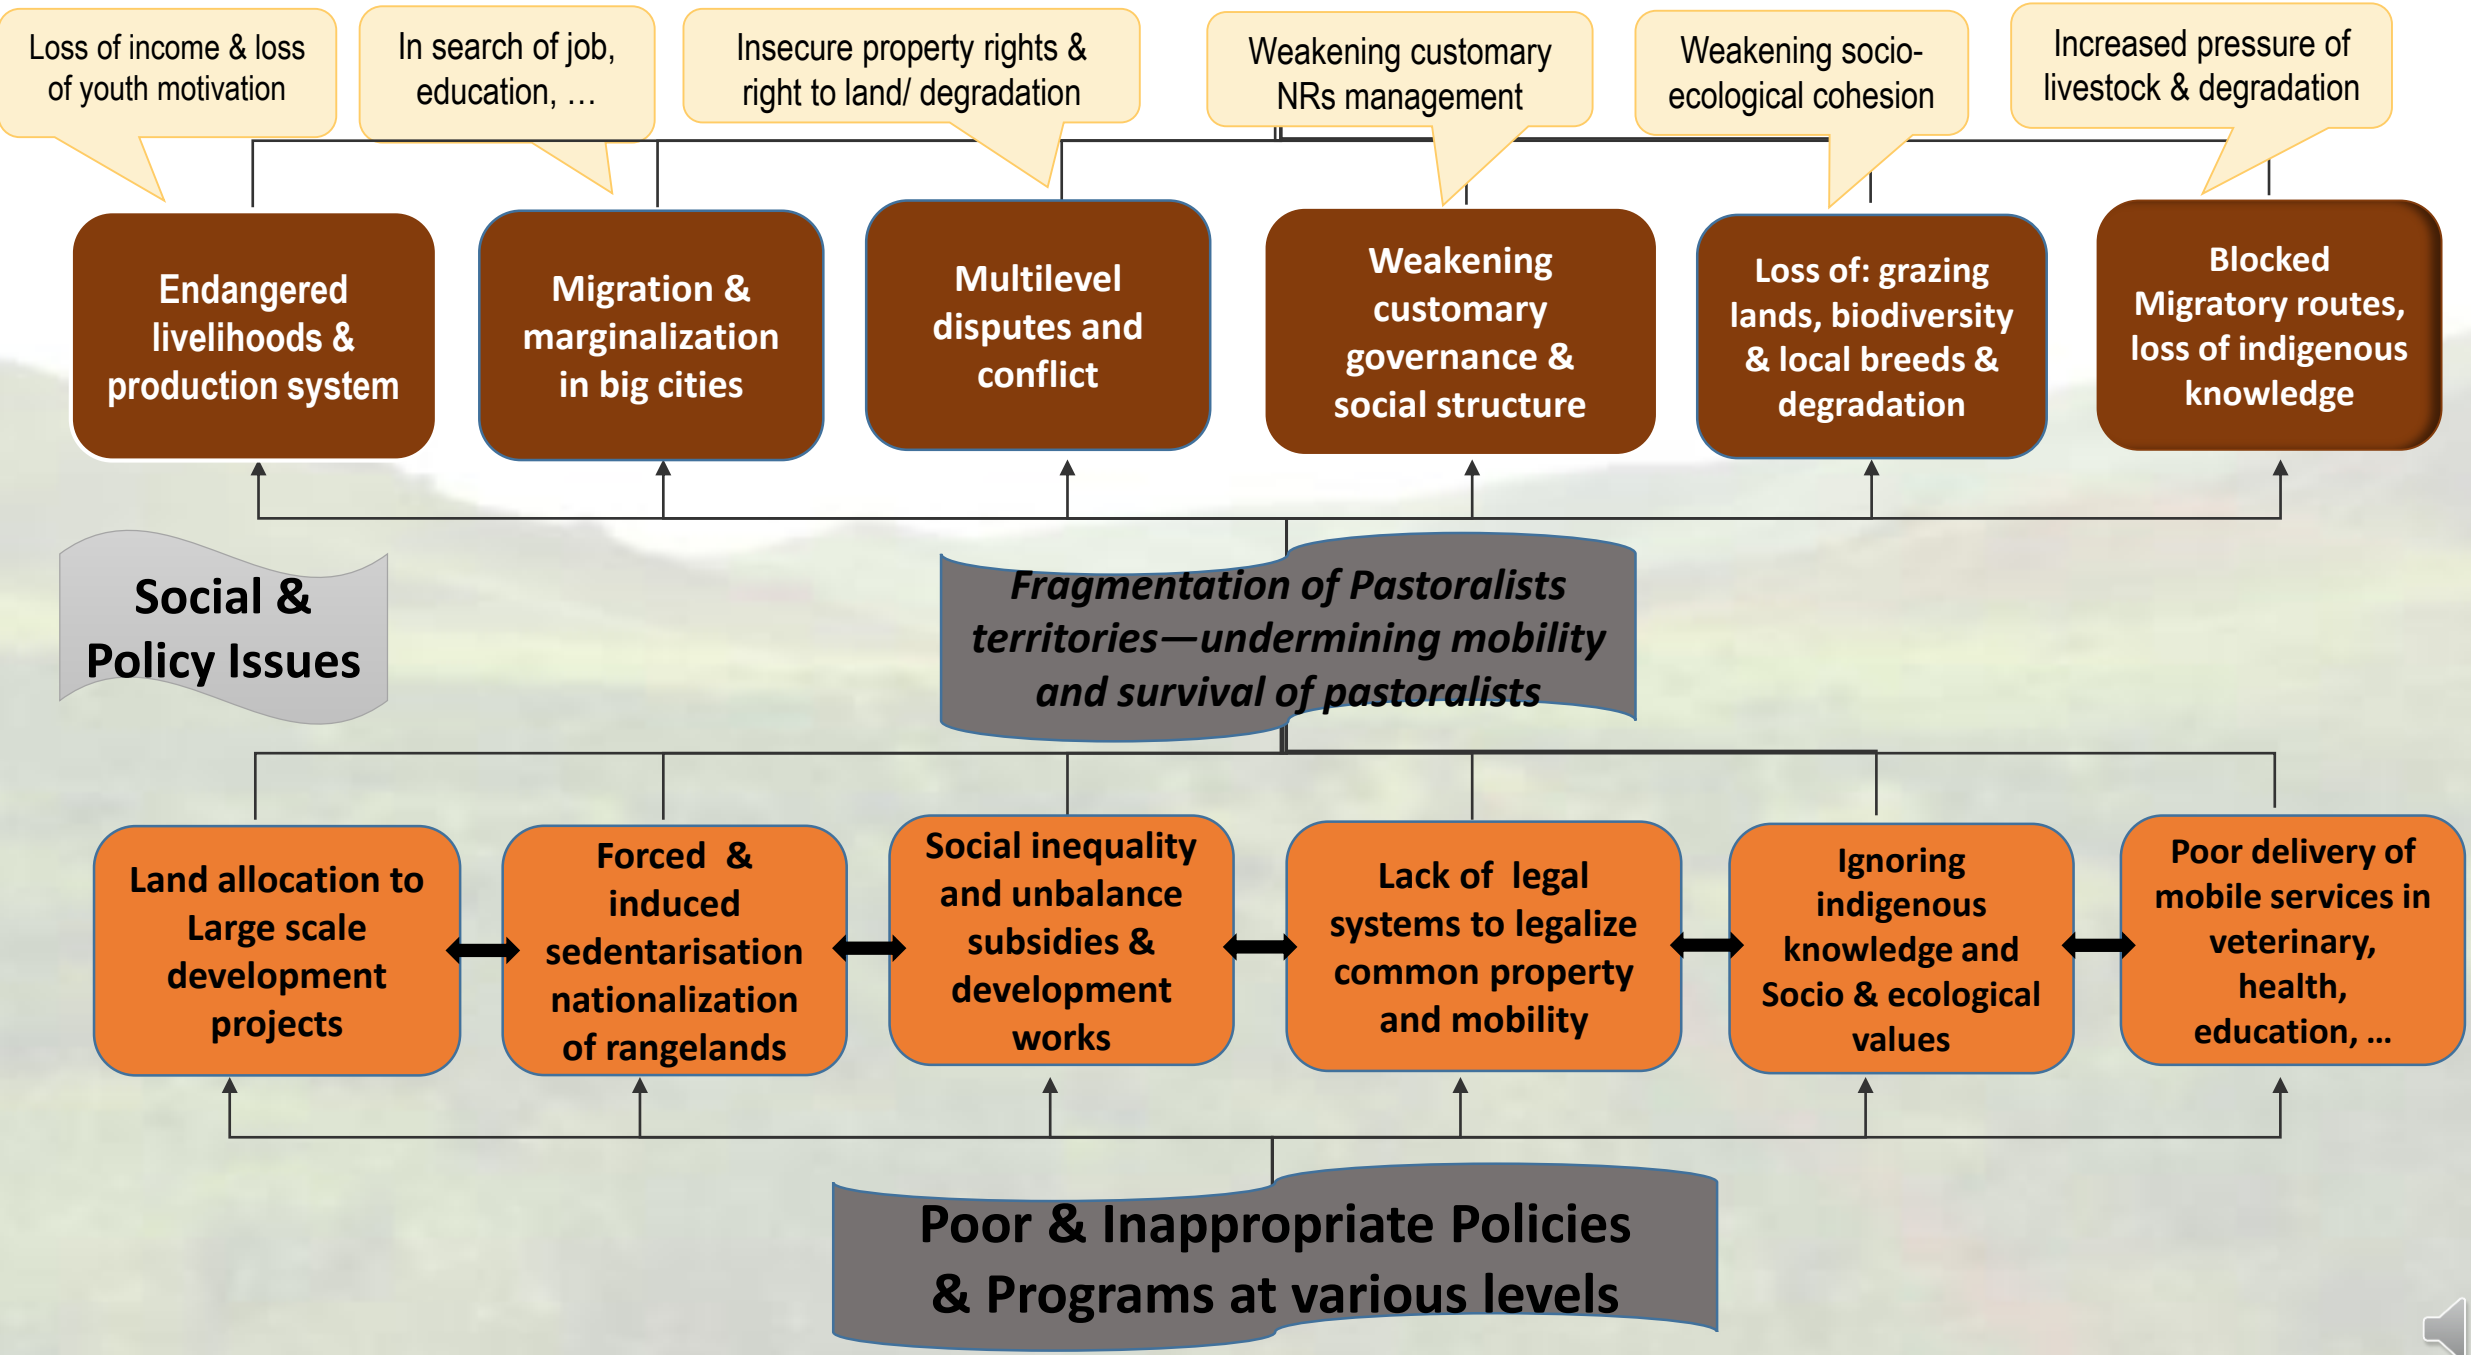 Loss of income & loss
of youth motivation
In search of job,
education, …
Insecure property rights &
right to land/ degradation
Weakening customary
NRs management
Weakening socio-
ecological cohesion
Increased pressure of
livestock & degradation
Endangered
livelihoods &
production system
Migration &
marginalization
in big cities
Multilevel
disputes and
conflict
Weakening
customary
governance &
social structure
Loss of: grazing
lands, biodiversity
& local breeds &
degradation
Blocked
Migratory routes,
loss of indigenous
knowledge
Social &
Policy Issues
Fragmentation of Pastoralists
territories—undermining mobility
and survival of pastoralists
Land allocation to
Large scale
development
projects
Forced & 
induced
sedentarisation
nationalization
of rangelands
Social inequality
and unbalance
subsidies &
development
works
Lack of legal
systems to legalize
common property
and mobility
Ignoring
indigenous
knowledge and
Socio & ecological
values
Poor delivery of
mobile services in
veterinary,
health,
education, ...
Poor & Inappropriate Policies
& Programs at various levels